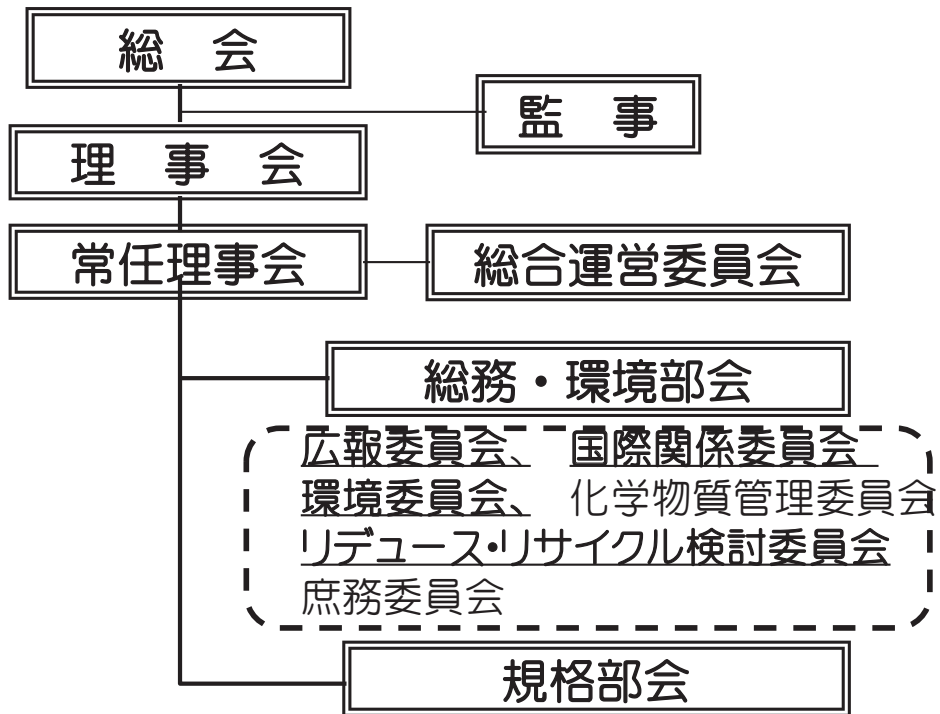 総　会
監　事
理　事　会
常任理事会
総合運営委員会
総務・環境部会
広報委員会、　国際関係委員会
環境委員会、　化学物質管理委員会
リデュース・リサイクル検討委員会
庶務委員会
規格部会